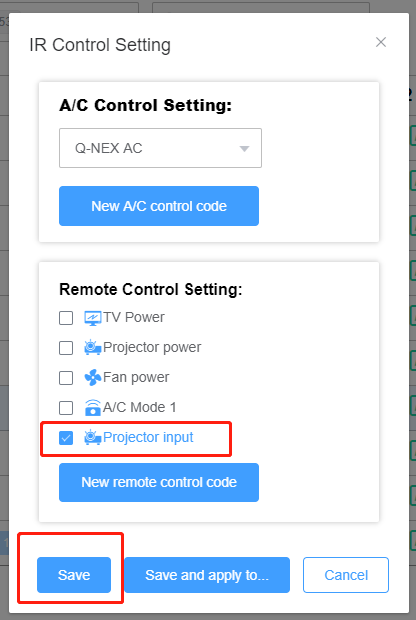 IR Control Setting
A/C Control Setting:
Q-NEX AC
New A/C control code
Remote Control Setting:
TV Power
Projector power
Fan power
A/C Mode 1
Projector input
New remote control code
Save
Save and apply to...
Cancel